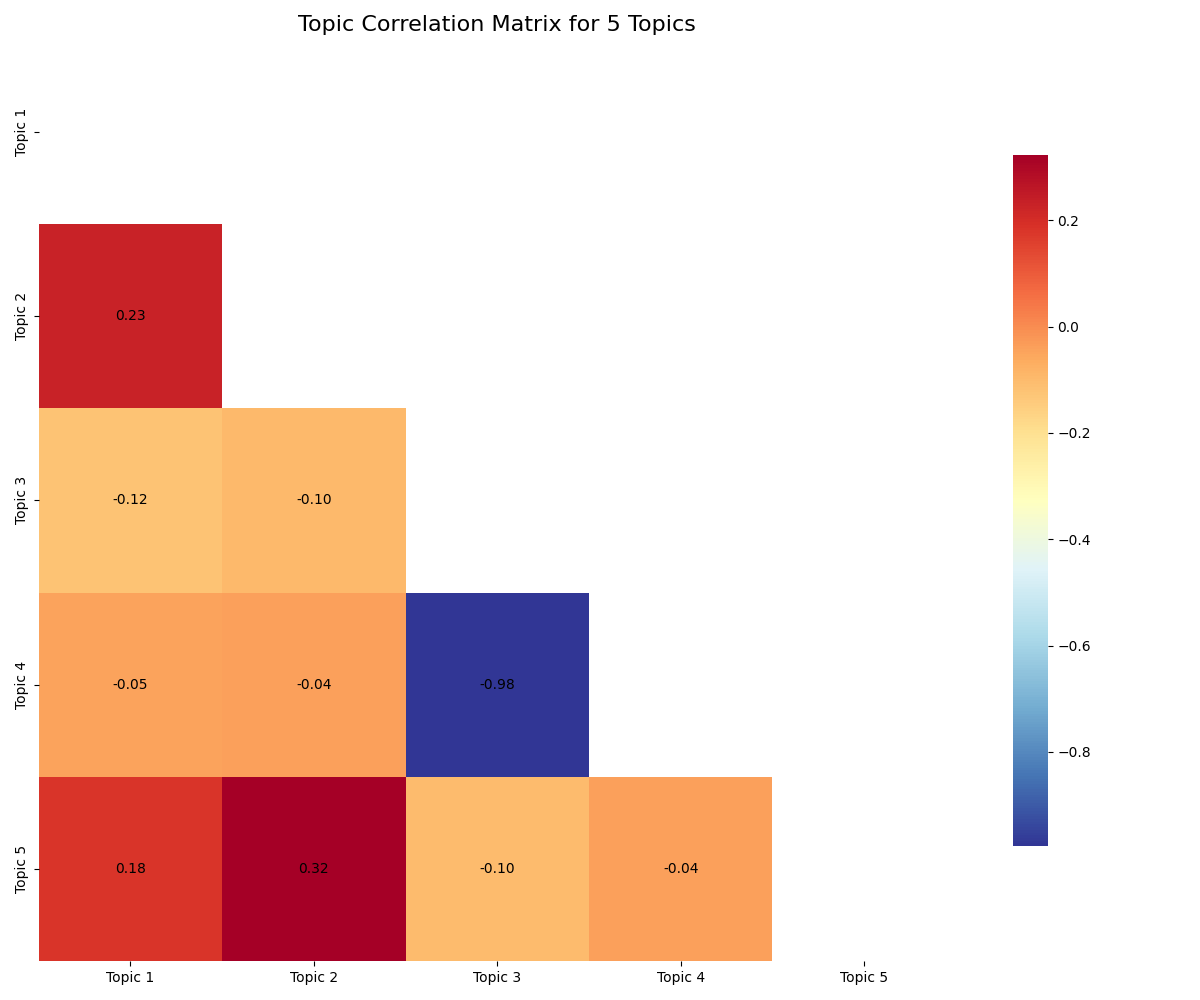 Topic Correlation Matrix for 5 Topics
Topic 1
Topic 2
0.23
Topic 3
-0.12 -0.10
Topic 4
-0.05 -0.04 -0.98
Topic 5
0.18 0.32 -0.10 -0.04
Topic 1 Topic 2 Topic 3 Topic 4 Topic 5
0.2
0.0
−0.2
−0.4
−0.6
−0.8